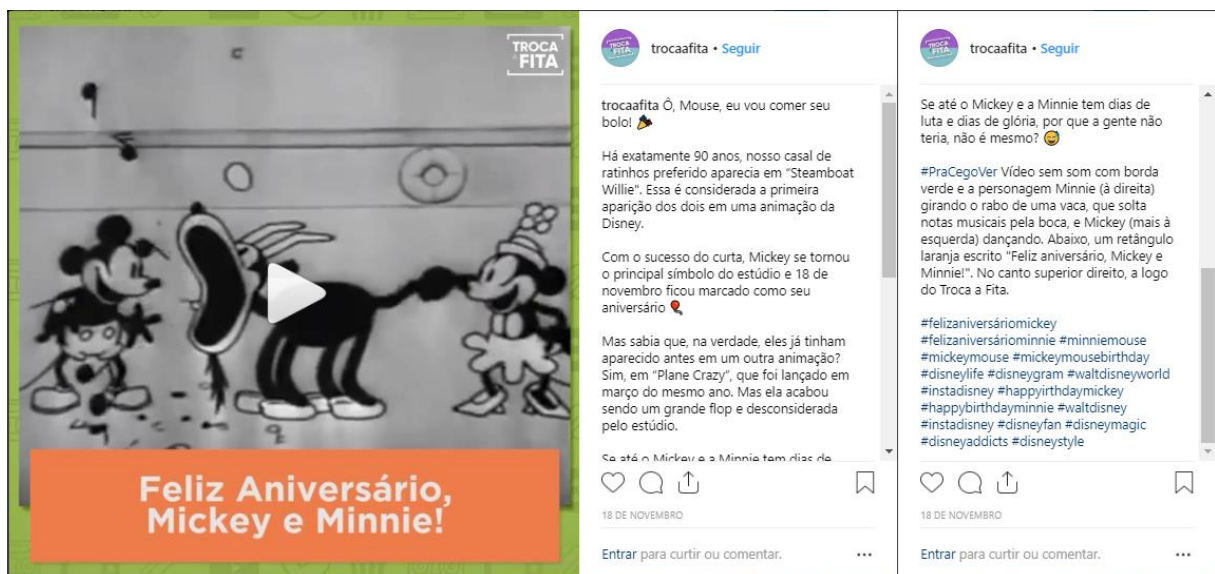 TROCA
A FITA
Feliz Aniversário,
Mickey e Minnie!
trocaafita • Seguir
trocaafita Ô, Mouse, eu vou comer seu
bolo! 🎉
Há exatamente 90 anos, nosso casal de
ratinhos preferido aparecia em “Steamboat
Willie". Essa é considerada a primeira
aparição dos dois em uma animação da
Disney.
Com o sucesso do curta, Mickey se tornou
o principal símbolo do estúdio e 18 de
novembro ficou marcado como seu
aniversário 🎈
Mas sabia que, na verdade, eles já tinham
aparecido antes em um outra animação?
Sim, em “Plane Crazy”, que foi lançado em
março do mesmo ano. Mas ela acabou
sendo um grande flop e desconsiderada
pelo estúdio.
Se até o Mickey e a Minnie tem dias de
18 DE NOVEMBRO
Entrar para curtir ou comentar.
trocaafita • Seguir
Se até o Mickey e a Minnie tem dias de
luta e dias de glória, por que a gente não
teria, não é mesmo? 😅
#PraCegoVer Vídeo sem som com borda
verde e a personagem Minnie (à direita)
girando o rabo de uma vaca, que solta
notas musicais pela boca, e Mickey (mais à
esquerda) dançando. Abaixo, um retângulo
laranja escrito "Feliz aniversário, Mickey e
Minnie!". No canto superior direito, a logo
do Troca a Fita.
#felizaniversáriomickey
#felizaniversáriominnie #minniemouse
#mickeymouse #mickeymousebirthday
#disneylife #disneygram #waltdisneyworld
#instadisney #happyirthdaymickey
#happybirthdayminnie #waltdisney
#instadisney #disneyfan #disneymagic
#disneyaddicts #disneystyle
18 DE NOVEMBRO
Entrar para curtir ou comentar.